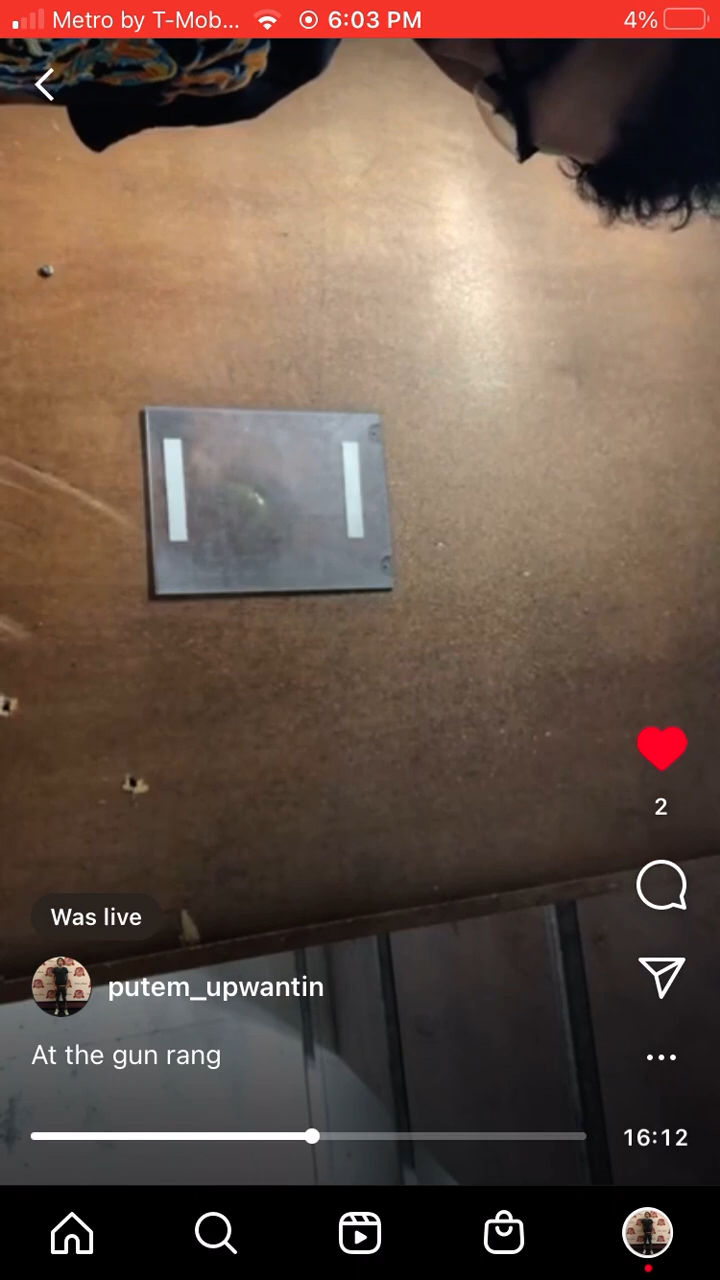 Metro by T-Mob... 6:03 PM 4%
Was live
putem_upwantin
2
At the gun rang
16:12